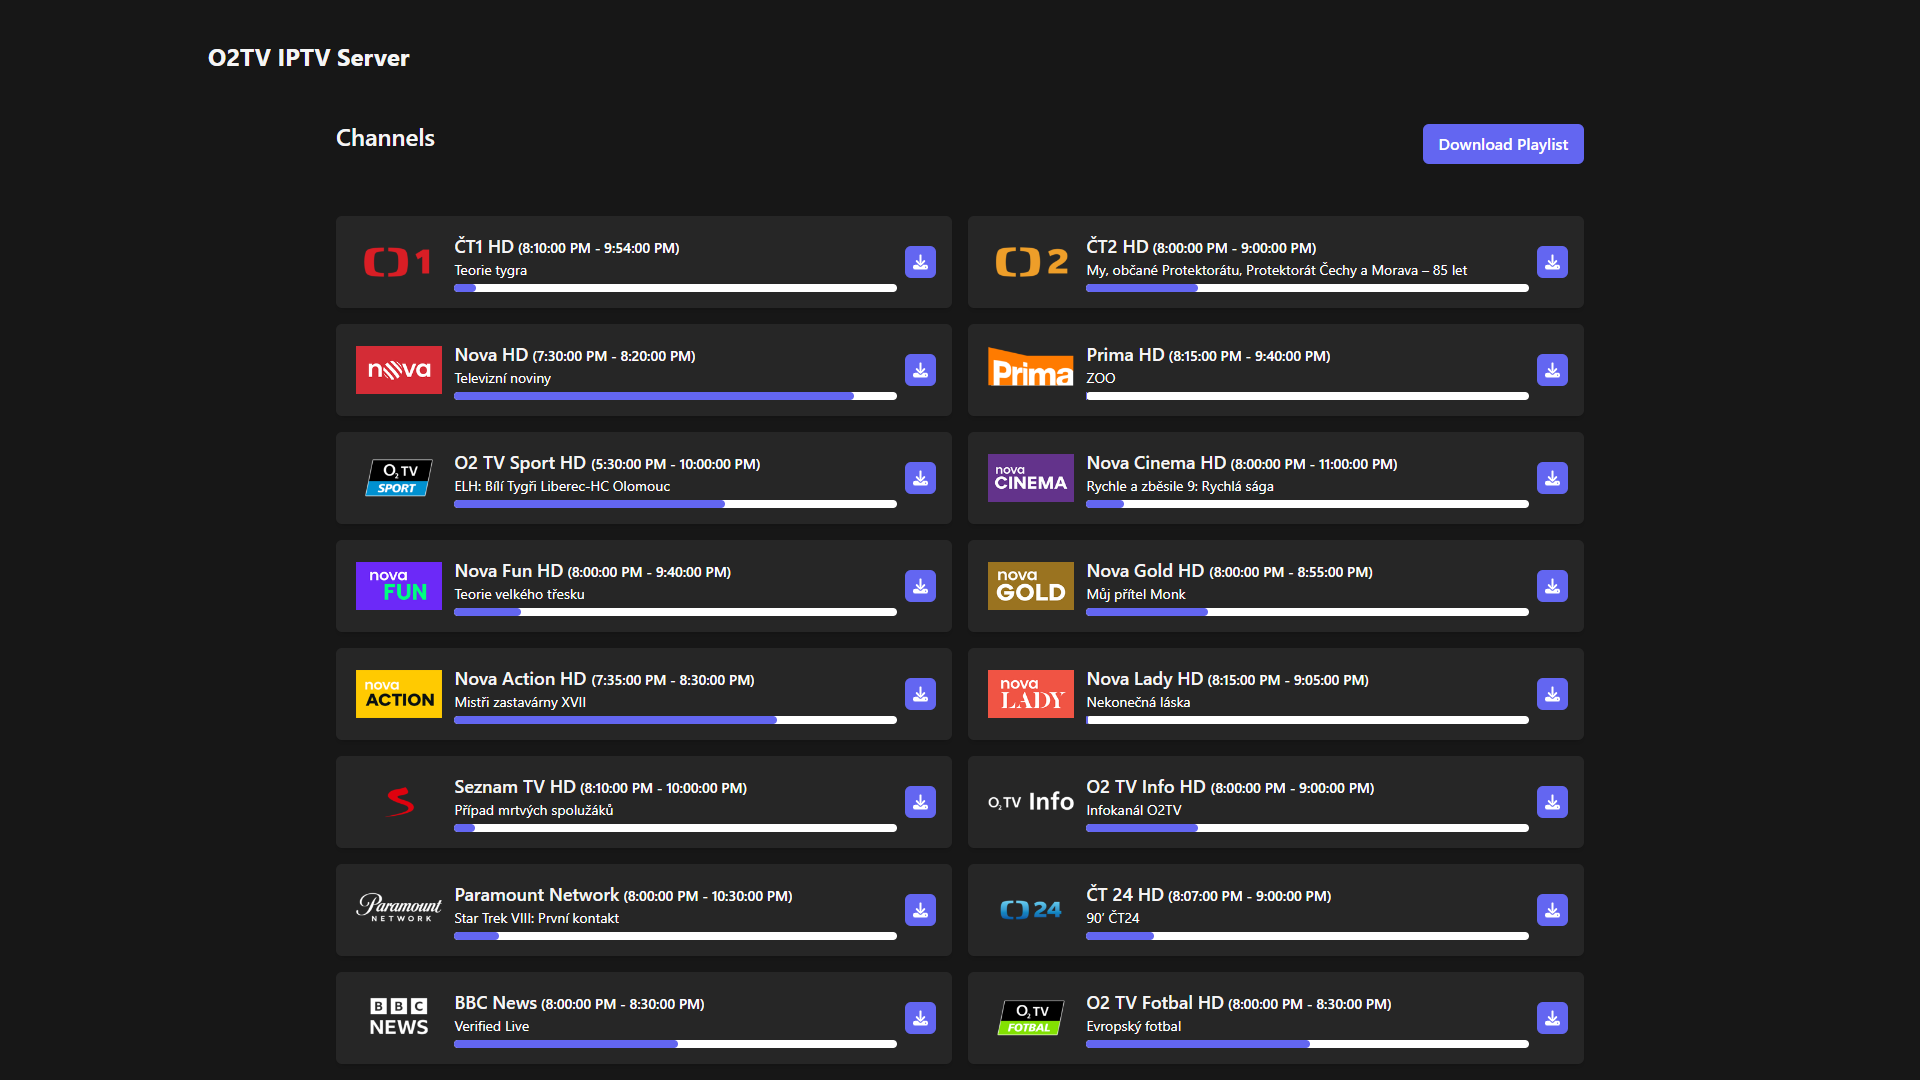 O2TV IPTV Server
Channels
Download Playlist
1
ČT1 HD (8:10:00 PM - 9:54:00 PM)
Teorie tygra
2
ČT2 HD (8:00:00 PM - 9:00:00 PM)
My, občané Protektorátu, Protektorát Čechy a Morava – 85 let
nova
Nova HD (7:30:00 PM - 8:20:00 PM)
Televizní noviny
Prima
Prima HD (8:15:00 PM - 9:40:00 PM)
ZOO
O2 TV
SPORT
O2 TV Sport HD (5:30:00 PM - 10:00:00 PM)
ELH: Bílí Tygři Liberec-HC Olomouc
nova
CINEMA
Nova Cinema HD (8:00:00 PM - 11:00:00 PM)
Rychle a zběsile 9: Rychlá sága
nova
FUN
Nova Fun HD (8:00:00 PM - 9:40:00 PM)
Teorie velkého třesku
nova
GOLD
Nova Gold HD (8:00:00 PM - 8:55:00 PM)
Můj přítel Monk
nova
ACTION
Nova Action HD (7:35:00 PM - 8:30:00 PM)
Mistři zastavárny XVII
nova
LADY
Nova Lady HD (8:15:00 PM - 9:05:00 PM)
Nekonečná láska
Seznam TV HD (8:10:00 PM - 10:00:00 PM)
Případ mrtvých spolužáků
O2 TV Info
O2 TV Info HD (8:00:00 PM - 9:00:00 PM)
Infokanál O2TV
Paramount
NETWORK
Paramount Network (8:00:00 PM - 10:30:00 PM)
Star Trek VIII: První kontakt
24
ČT 24 HD (8:07:00 PM - 9:00:00 PM)
90’ ČT24
BBC
NEWS
BBC News (8:00:00 PM - 8:30:00 PM)
Verified Live
O2 TV
FOTBAL
O2 TV Fotbal HD (8:00:00 PM - 8:30:00 PM)
Evropský fotbal